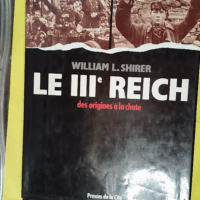 WILLIAM L. SHIRER
LE IIIe REICH
des origines à la chute
Presses de la Cité